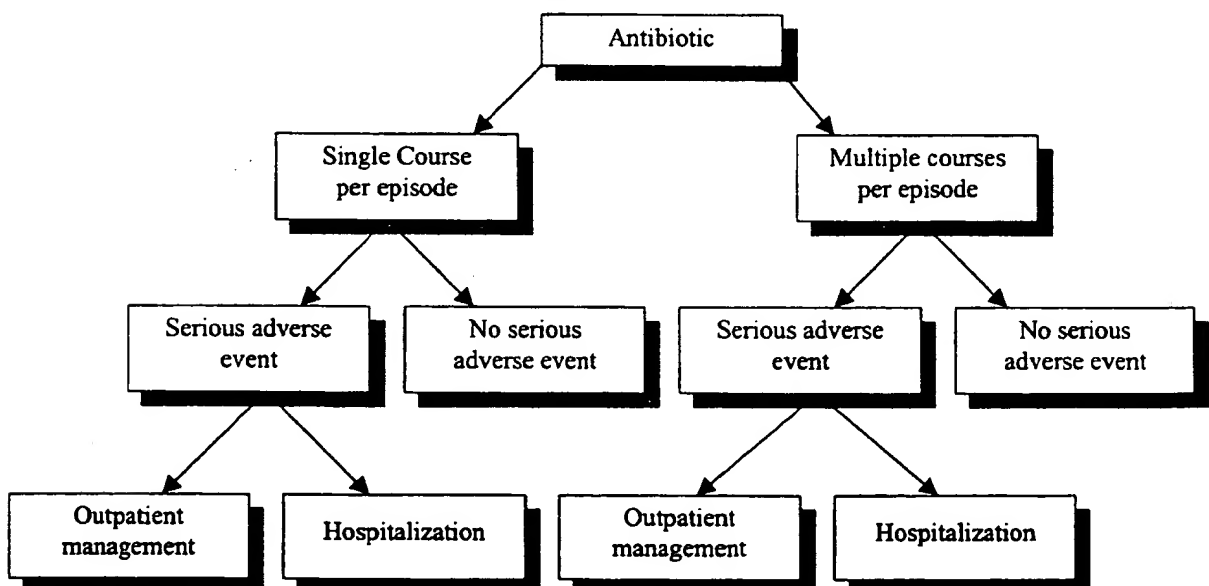 Antibiotic
Single Course
per episode
Multiple courses
per episode
Serious adverse
event
No serious
adverse event
Serious adverse
event
No serious
adverse event
Outpatient
management
Hospitalization
Outpatient
management
Hospitalization